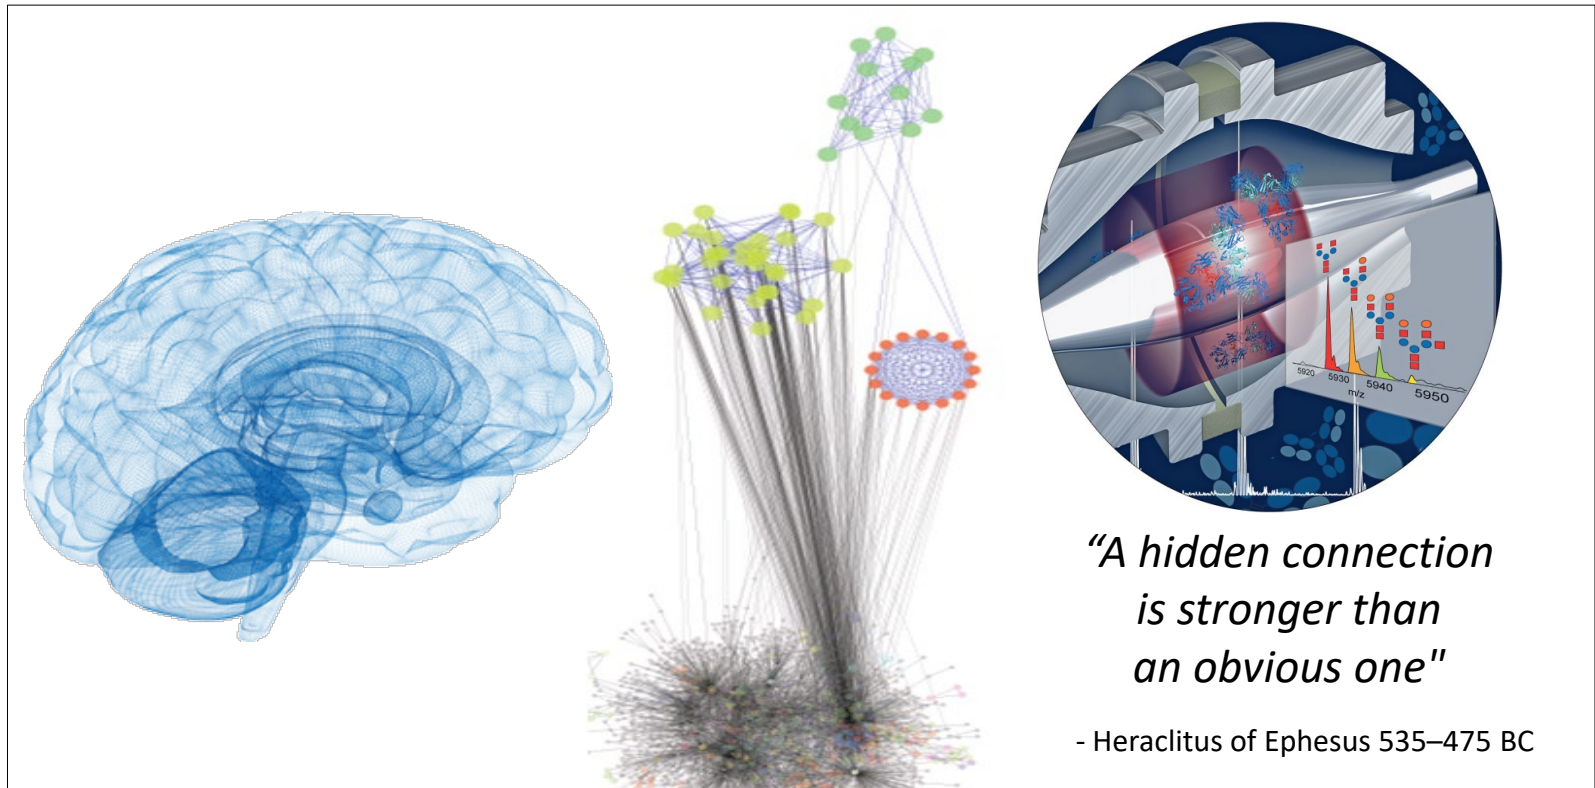 5920
5930
5940
5950
m/z
“A hidden connection
is stronger than
an obvious one"
- Heraclitus of Ephesus 535–475 BC